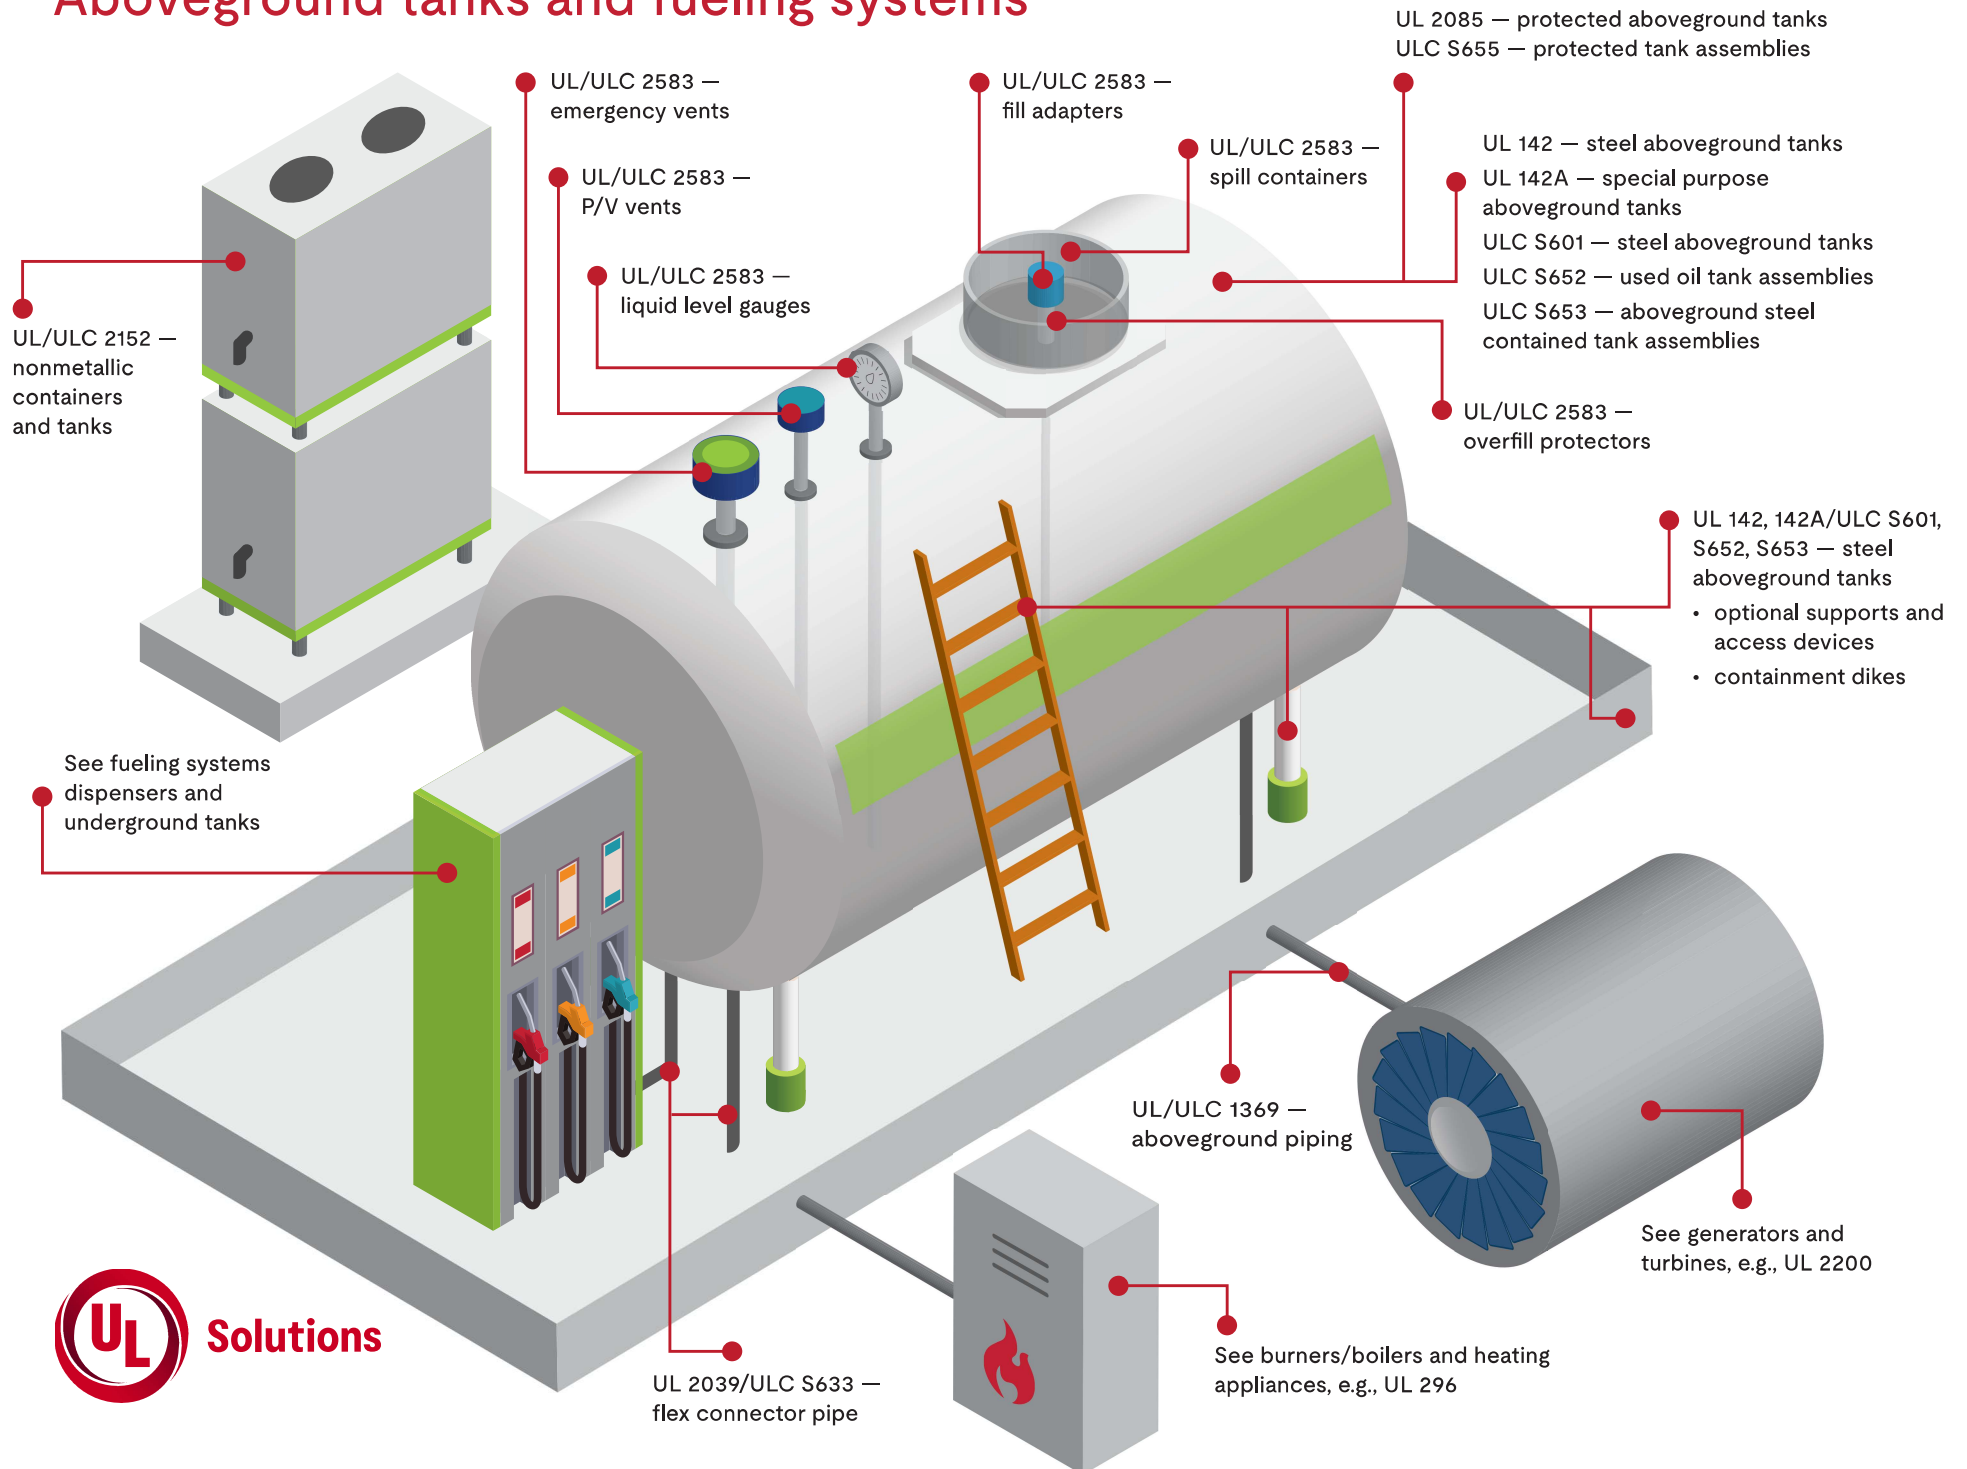 Aboveground tanks and fueling systems
UL 2085 — protected aboveground tanks
ULC S655 — protected tank assemblies
UL/ULC 2583 —
emergency vents
UL/ULC 2583 —
fill adapters
UL/ULC 2583 —
spill containers
UL 142 — steel aboveground tanks
UL 142A — special purpose
aboveground tanks
ULC S601 — steel aboveground tanks
ULC S652 — used oil tank assemblies
ULC S653 — aboveground steel
contained tank assemblies
UL/ULC 2583 —
P/V vents
UL/ULC 2583 —
liquid level gauges
UL/ULC 2152 —
nonmetallic
containers
and tanks
UL/ULC 2583 —
overfill protectors
UL 142, 142A/ULC S601,
S652, S653 — steel
aboveground tanks
• optional supports and
access devices
• containment dikes
See fueling systems
dispensers and
underground tanks
UL/ULC 1369 —
aboveground piping
See generators and
turbines, e.g., UL 2200
See burners/boilers and heating
appliances, e.g., UL 296
UL 2039/ULC S633 —
flex connector pipe
UL Solutions